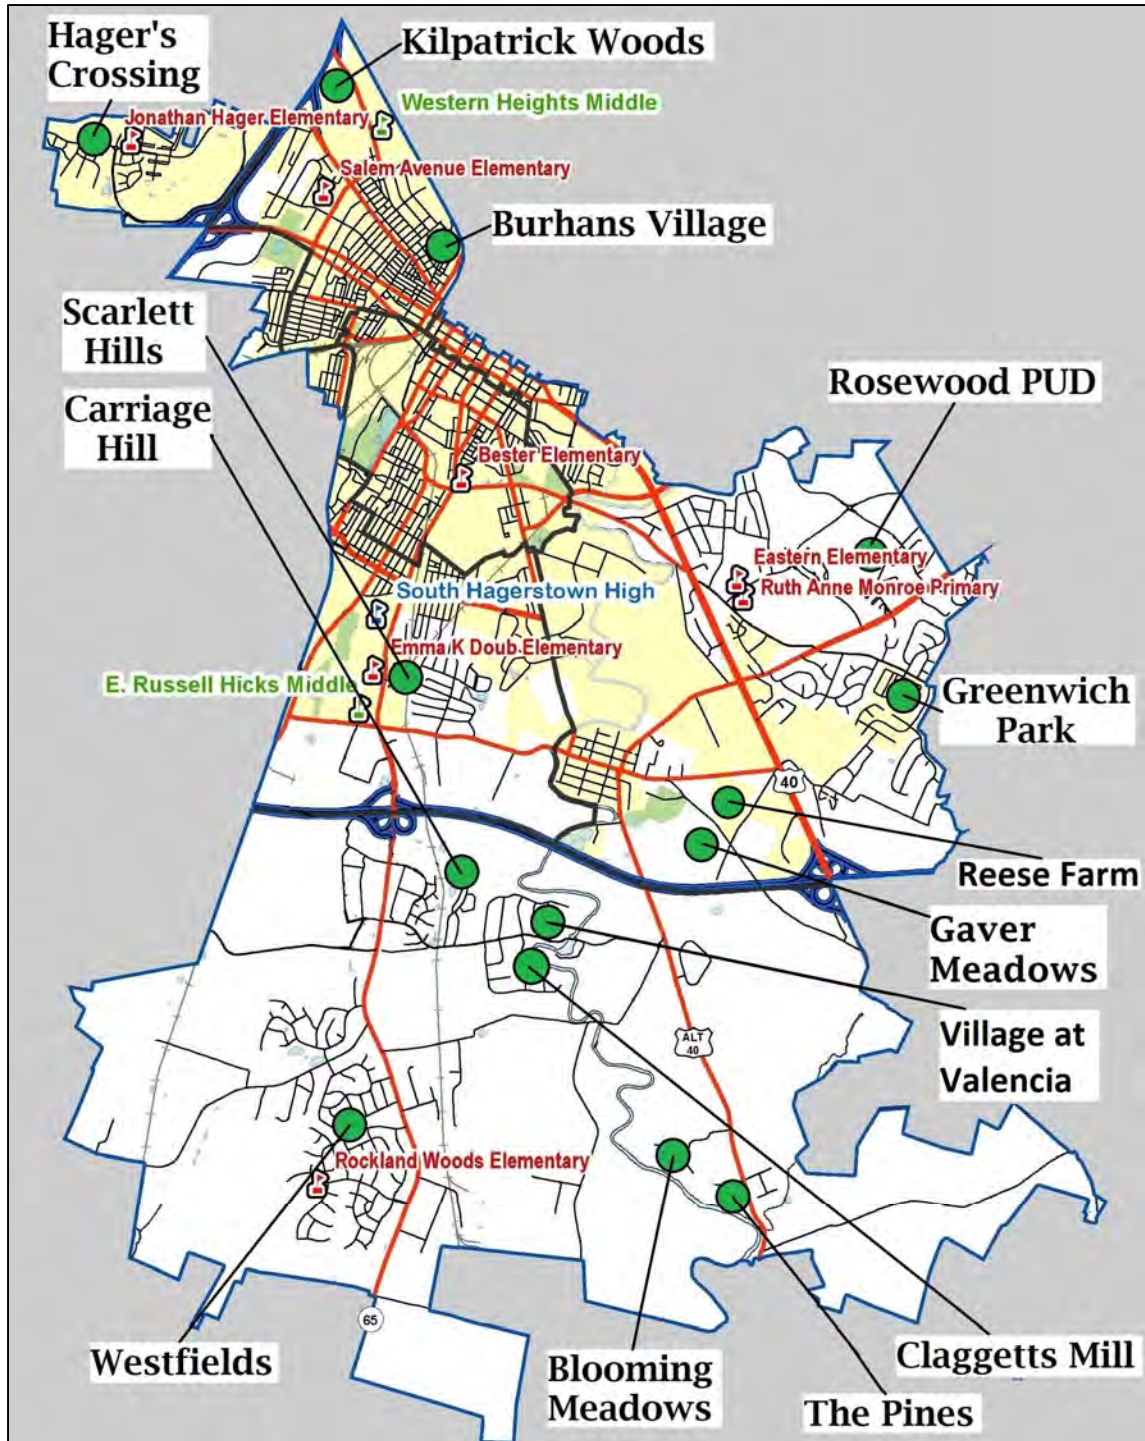 Hager's
Crossing
Kilpatrick Woods
Jonathan Hager Elementary
Western Heights Middle
Salem Avenue Elementary
Burhans Village
Scarlett
Hills
Carriage
Hill
Rosewood PUD
Bester Elementary
Eastern Elementary
Ruth Anne Monroe Primary
South Hagerstown High
Emma K Doub Elementary
E. Russell Hicks Middle
Greenwich
Park
40
Reese Farm
Gaver
Meadows
Village at
Valencia
ALT
40
Rockland Woods Elementary
65
Westfields
Blooming
Meadows
Claggetts Mill
The Pines